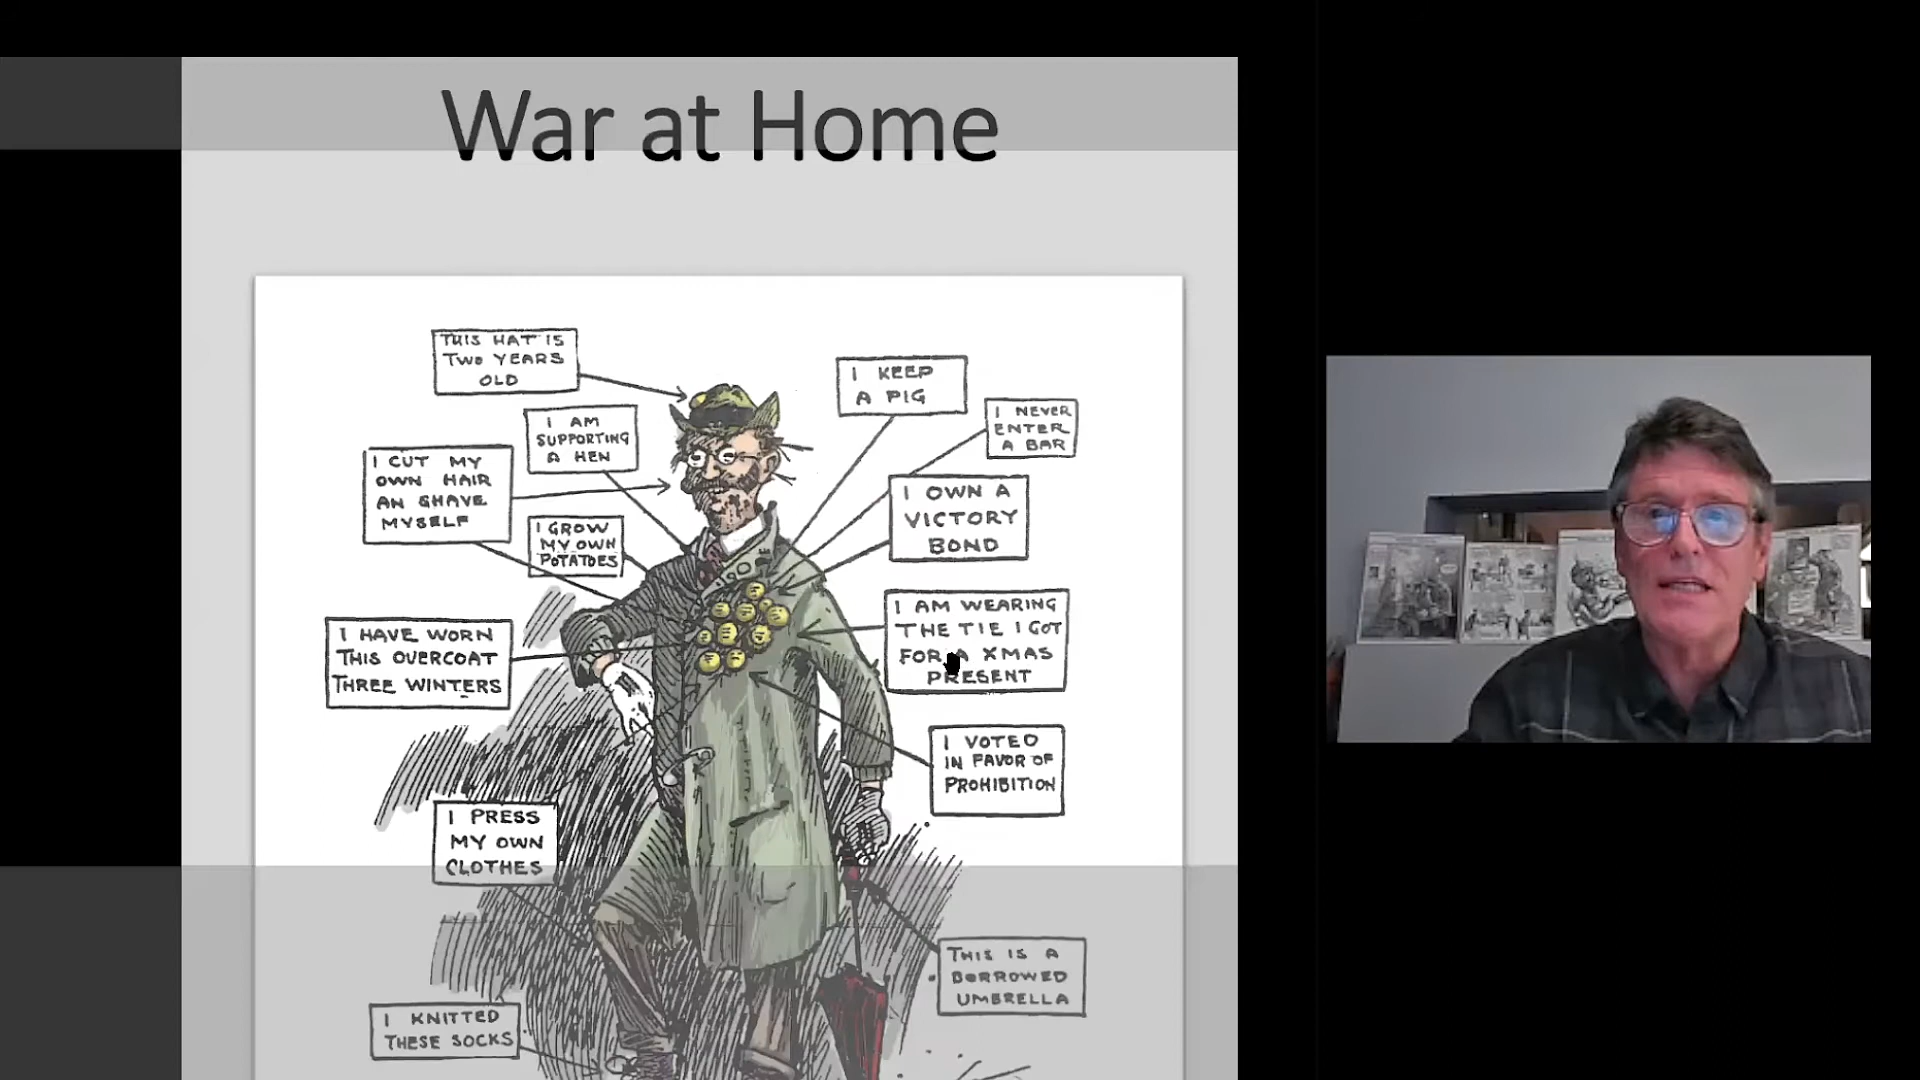 War at Home
THIS HAT IS
TWO YEARS
OLD
I KEEP
A PIG
I NEVER
ENTER
A BAR
I AM
SUPPORTING
A HEN
I CUT MY
OWN HAIR
AN SHAVE
MYSELF
I OWN A
VICTORY
BOND
I GROW
MY OWN
POTATOES
I AM WEARING
THE TIE I GOT
FOR A XMAS
PRESENT
I HAVE WORN
THIS OVERCOAT
THREE WINTERS
I VOTED
IN FAVOR OF
PROHIBITION
I PRESS
MY OWN
CLOTHES
THIS IS A
BORROWED
UMBRELLA
I KNITTED
THESE SOCKS